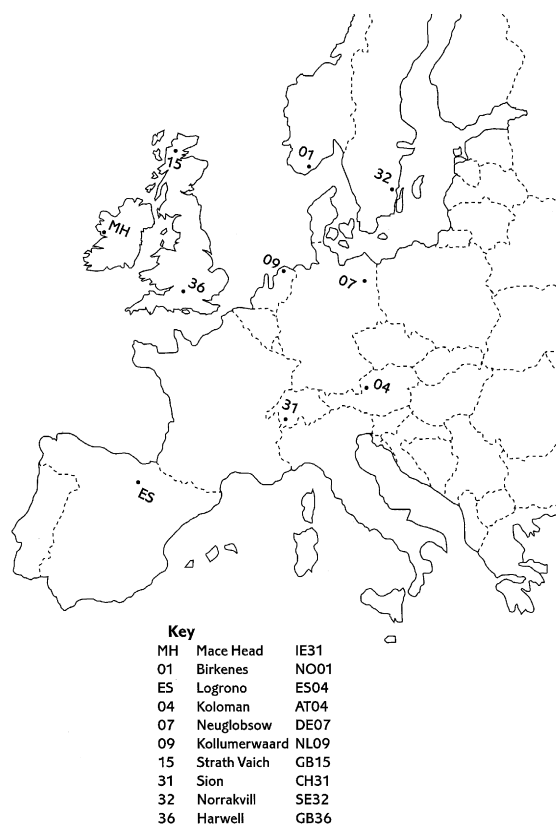 01
15
32
MH
09
36
07
04
31
ES
Key
MH Mace Head IE31
01 Birkenes NO01
ES Logrono ES04
04 Koloman AT04
07 Neuglobsow DE07
09 Kollumerwaard NL09
15 Strath Vaich GB15
31 Sion CH31
32 Norrakvill SE32
36 Harwell GB36